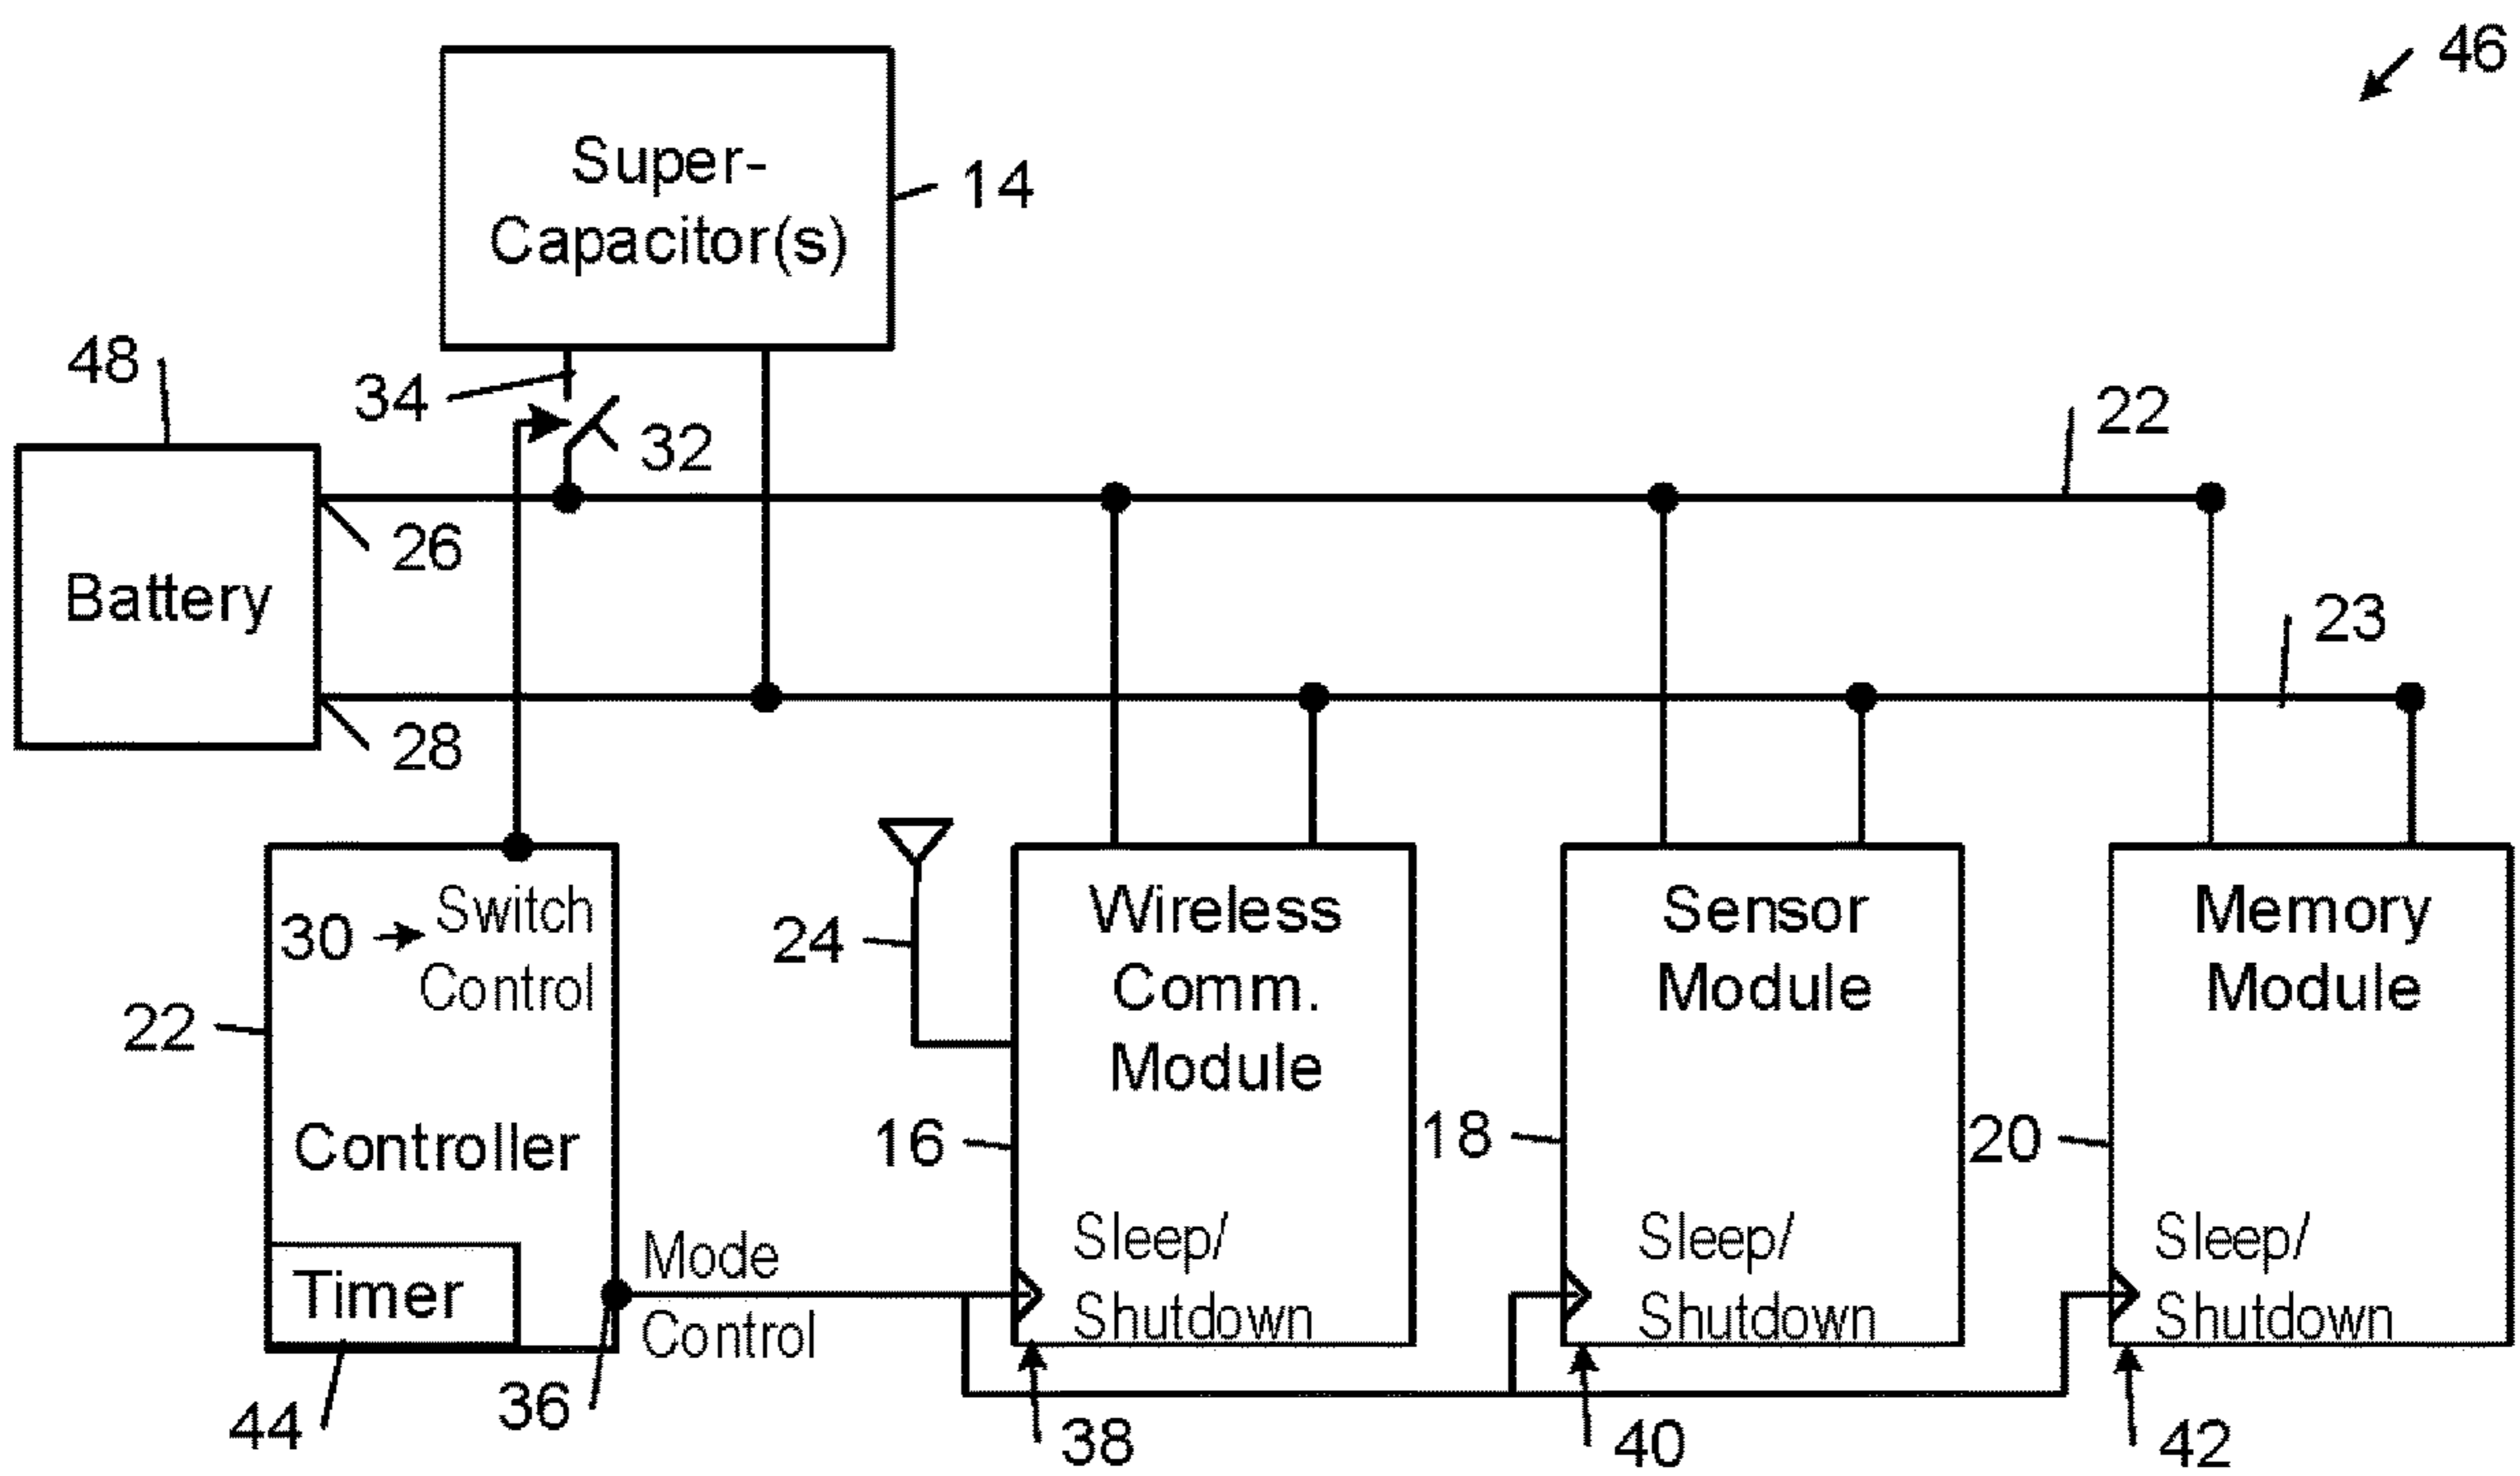 46
Super-
Capacitor(s)
14
48
34
32
22
Battery
26
23
28
30
Switch
Control
22
Controller
Timer
44
36
Mode
Control
24
Wireless
Comm.
Module
16
Sleep/
Shutdown
38
Sensor
Module
18
Sleep/
Shutdown
40
Memory
Module
20
Sleep/
Shutdown
42